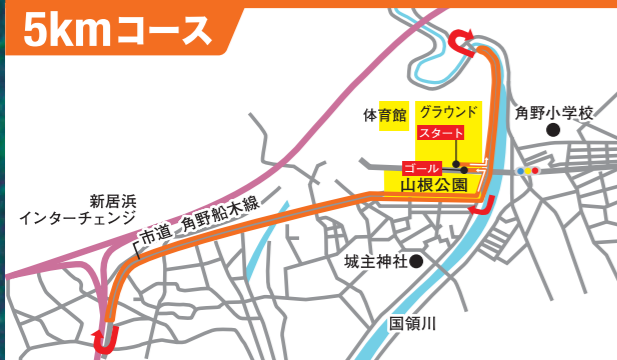 5kmコース
体育館
グラウンド
スタート
角野小学校
ゴール
山根公園
新居浜
インターチェンジ
市道 角野船木線
城主神社
国領川